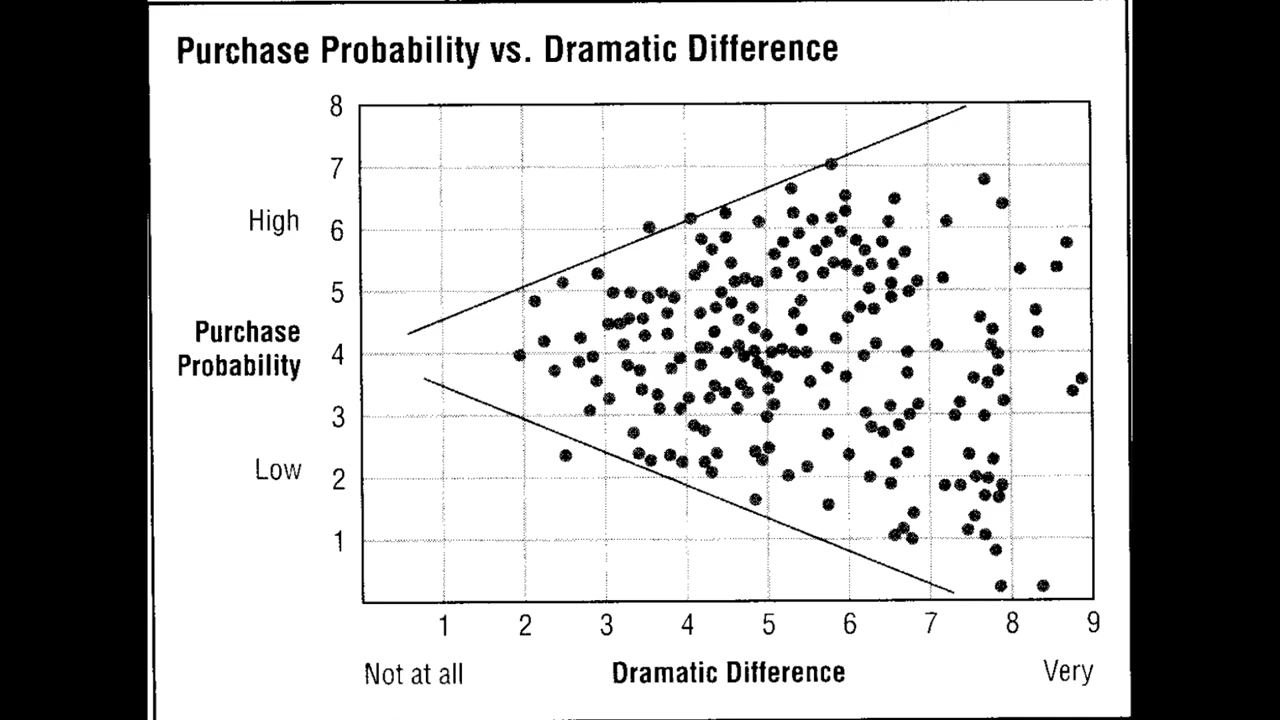 Purchase Probability vs. Dramatic Difference
8
7
High
6
5
Purchase
Probability
4
3
Low
2
1
1 2 3 4 5 6 7 8 9
Not at all Dramatic Difference Very